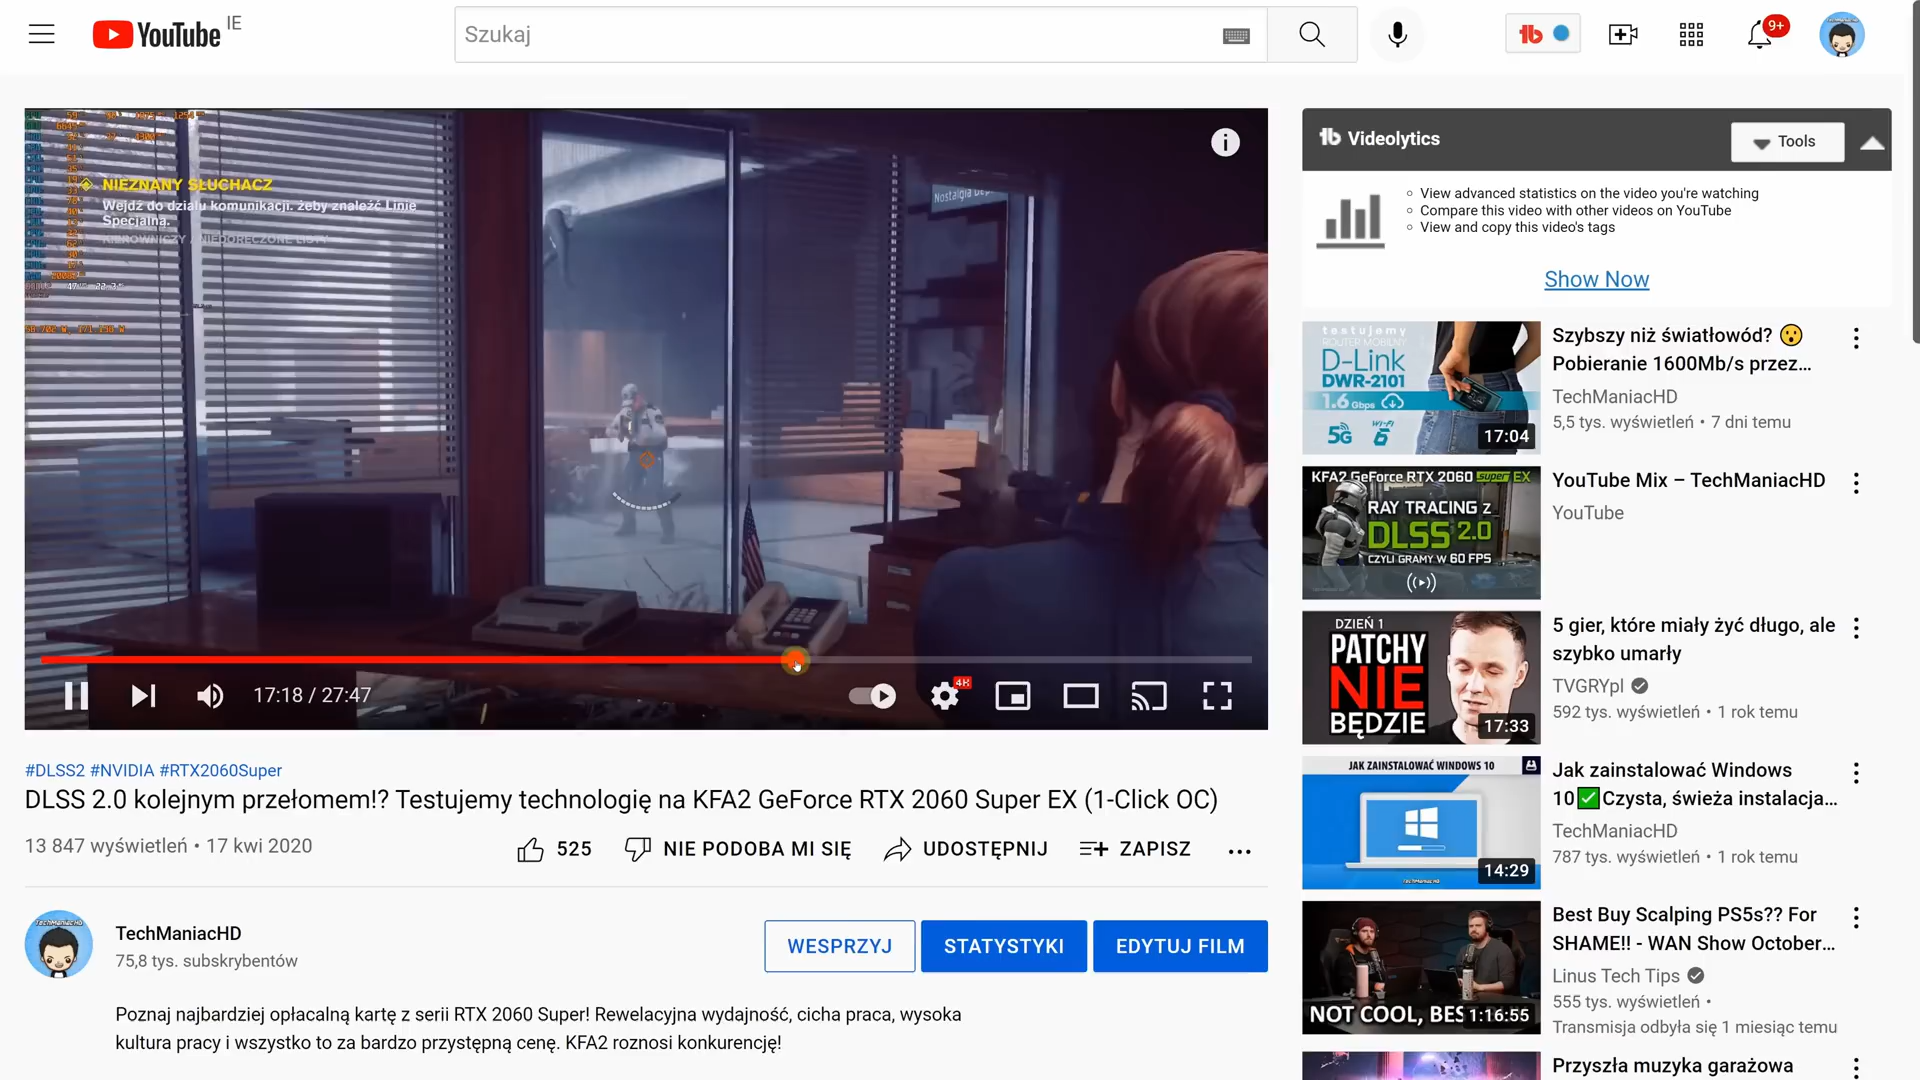 YouTube IE
Szukaj
9+
NIEZNANY SŁUCHACZ
Wejdź do działu komunikacji, żeby znaleźć Linię
Specjalną.
17:18 / 27:47
4K
#DLSS2 #NVIDIA #RTX2060Super
DLSS 2.0 kolejnym przełomem!? Testujemy technologię na KFA2 GeForce RTX 2060 Super EX (1-Click OC)
13 847 wyświetleń • 17 kwi 2020
525
NIE PODOBA MI SIĘ
UDOSTĘPNIJ
ZAPISZ
TechManiacHD
75,8 tys. subskrybentów
WESPRZYJ
STATYSTYKI
EDYTUJ FILM
Poznaj najbardziej opłacalną kartę z serii RTX 2060 Super! Rewelacyjna wydajność, cicha praca, wysoka
kultura pracy i wszystko to za bardzo przystępną cenę. KFA2 roznosi konkurencję!
Videolytics
Tools
View advanced statistics on the video you're watching
Compare this video with other videos on YouTube
View and copy this video's tags
Show Now
testujemy
ROUTER MOBILNY
D-Link
DWR-2101
1.6 Gbps
5G
Wi-Fi
6
17:04
Szybszy niż światłowód? 😯
Pobieranie 1600Mb/s przez...
TechManiacHD
5,5 tys. wyświetleń • 7 dni temu
KFA2 GeForce RTX 2060 super EX
RAY TRACING z
DLSS 2.0
CZYLI GRAMY W 60 FPS
YouTube Mix – TechManiacHD
YouTube
DZIEŃ 1
PATCHY
NIE
BĘDZIE
17:33
5 gier, które miały żyć długo, ale
szybko umarły
TVGRYpl
592 tys. wyświetleń • 1 rok temu
JAK ZAINSTALOWAĆ WINDOWS 10
TechManiacHD
14:29
Jak zainstalować Windows
10✅Czysta, świeża instalacja...
TechManiacHD
787 tys. wyświetleń • 1 rok temu
NOT COOL, BES
1:16:55
Best Buy Scalping PS5s?? For
SHAME!! - WAN Show October...
Linus Tech Tips
555 tys. wyświetleń •
Transmisja odbyła się 1 miesiąc temu
Przyszła muzyka garażowa